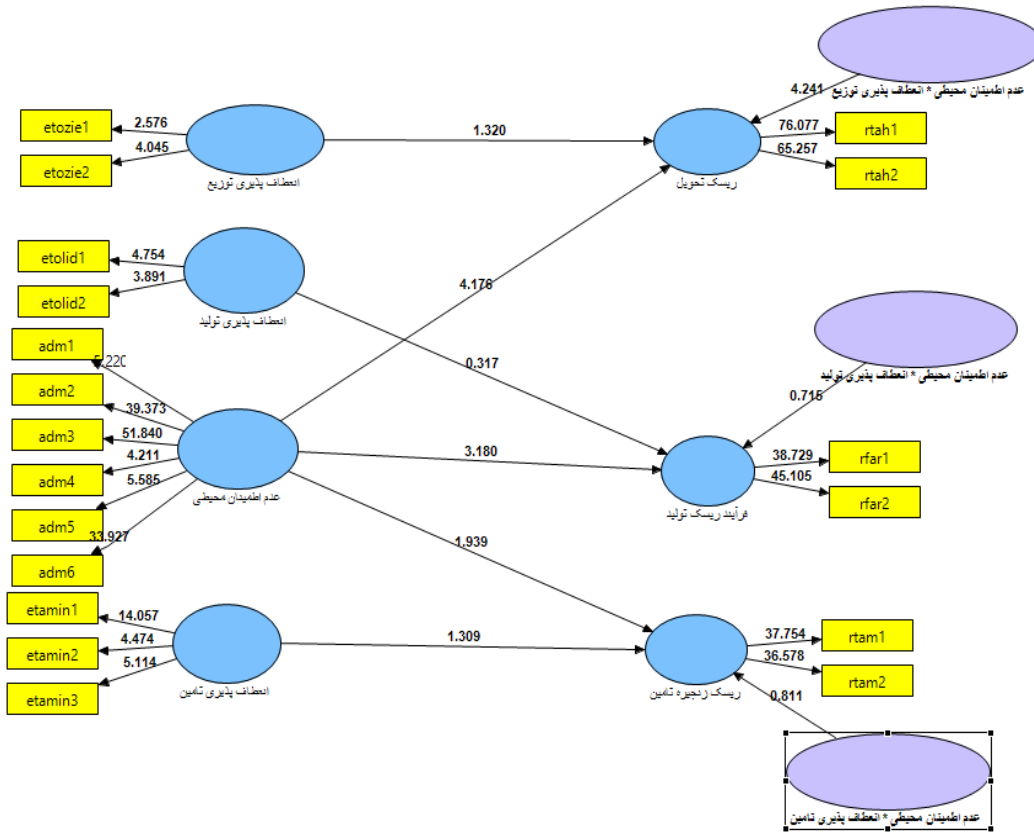 4.241
عدم اطمینان محیطی * انعطاف پذیری توزیع
etozie1
2.576
4.045
etozie2
انعطاف پذیری توزیع
1.320
ریسک تحویل
76.077
65.257
rtah1
rtah2
etolid1
4.754
3.891
etolid2
انعطاف پذیری تولید
4.176
0.317
عدم اطمینان محیطی * انعطاف پذیری تولید
0.715
adm1
5.220
adm2
39.373
adm3
51.840
adm4
4.211
adm5
5.585
adm6
33.927
عدم اطمینان محیطی
3.180
فرآیند ریسک تولید
38.729
45.105
rfar1
rfar2
1.939
etamin1
14.057
etamin2
4.474
etamin3
5.114
انعطاف پذیری تامین
1.309
ریسک زنجیره تامین
37.754
36.578
rtam1
rtam2
0.811
عدم اطمینان محیطی * انعطاف پذیری تامین